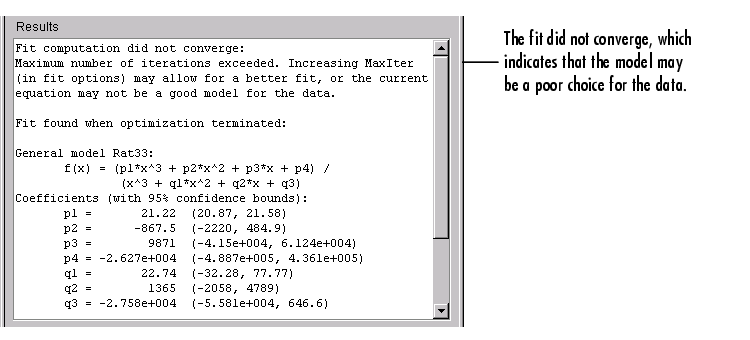 Results
Fit computation did not converge:
Maximum number of iterations exceeded. Increasing MaxIter
(in fit options) may allow for a better fit, or the current
equation may not be a good model for the data.
Fit found when optimization terminated:
General model Rat33:
f(x) = (p1*x^3 + p2*x^2 + p3*x + p4) /
(x^3 + q1*x^2 + q2*x + q3)
Coefficients (with 95% confidence bounds):
p1 = 21.22 (20.87, 21.58)
p2 = -867.5 (-2220, 484.9)
p3 = 9871 (-4.15e+004, 6.124e+004)
p4 = -2.627e+004 (-4.887e+005, 4.361e+005)
q1 = 22.74 (-32.28, 77.77)
q2 = 1365 (-2058, 4789)
q3 = -2.758e+004 (-5.581e+004, 646.6)
The fit did not converge, which
indicates that the model may
be a poor choice for the data.